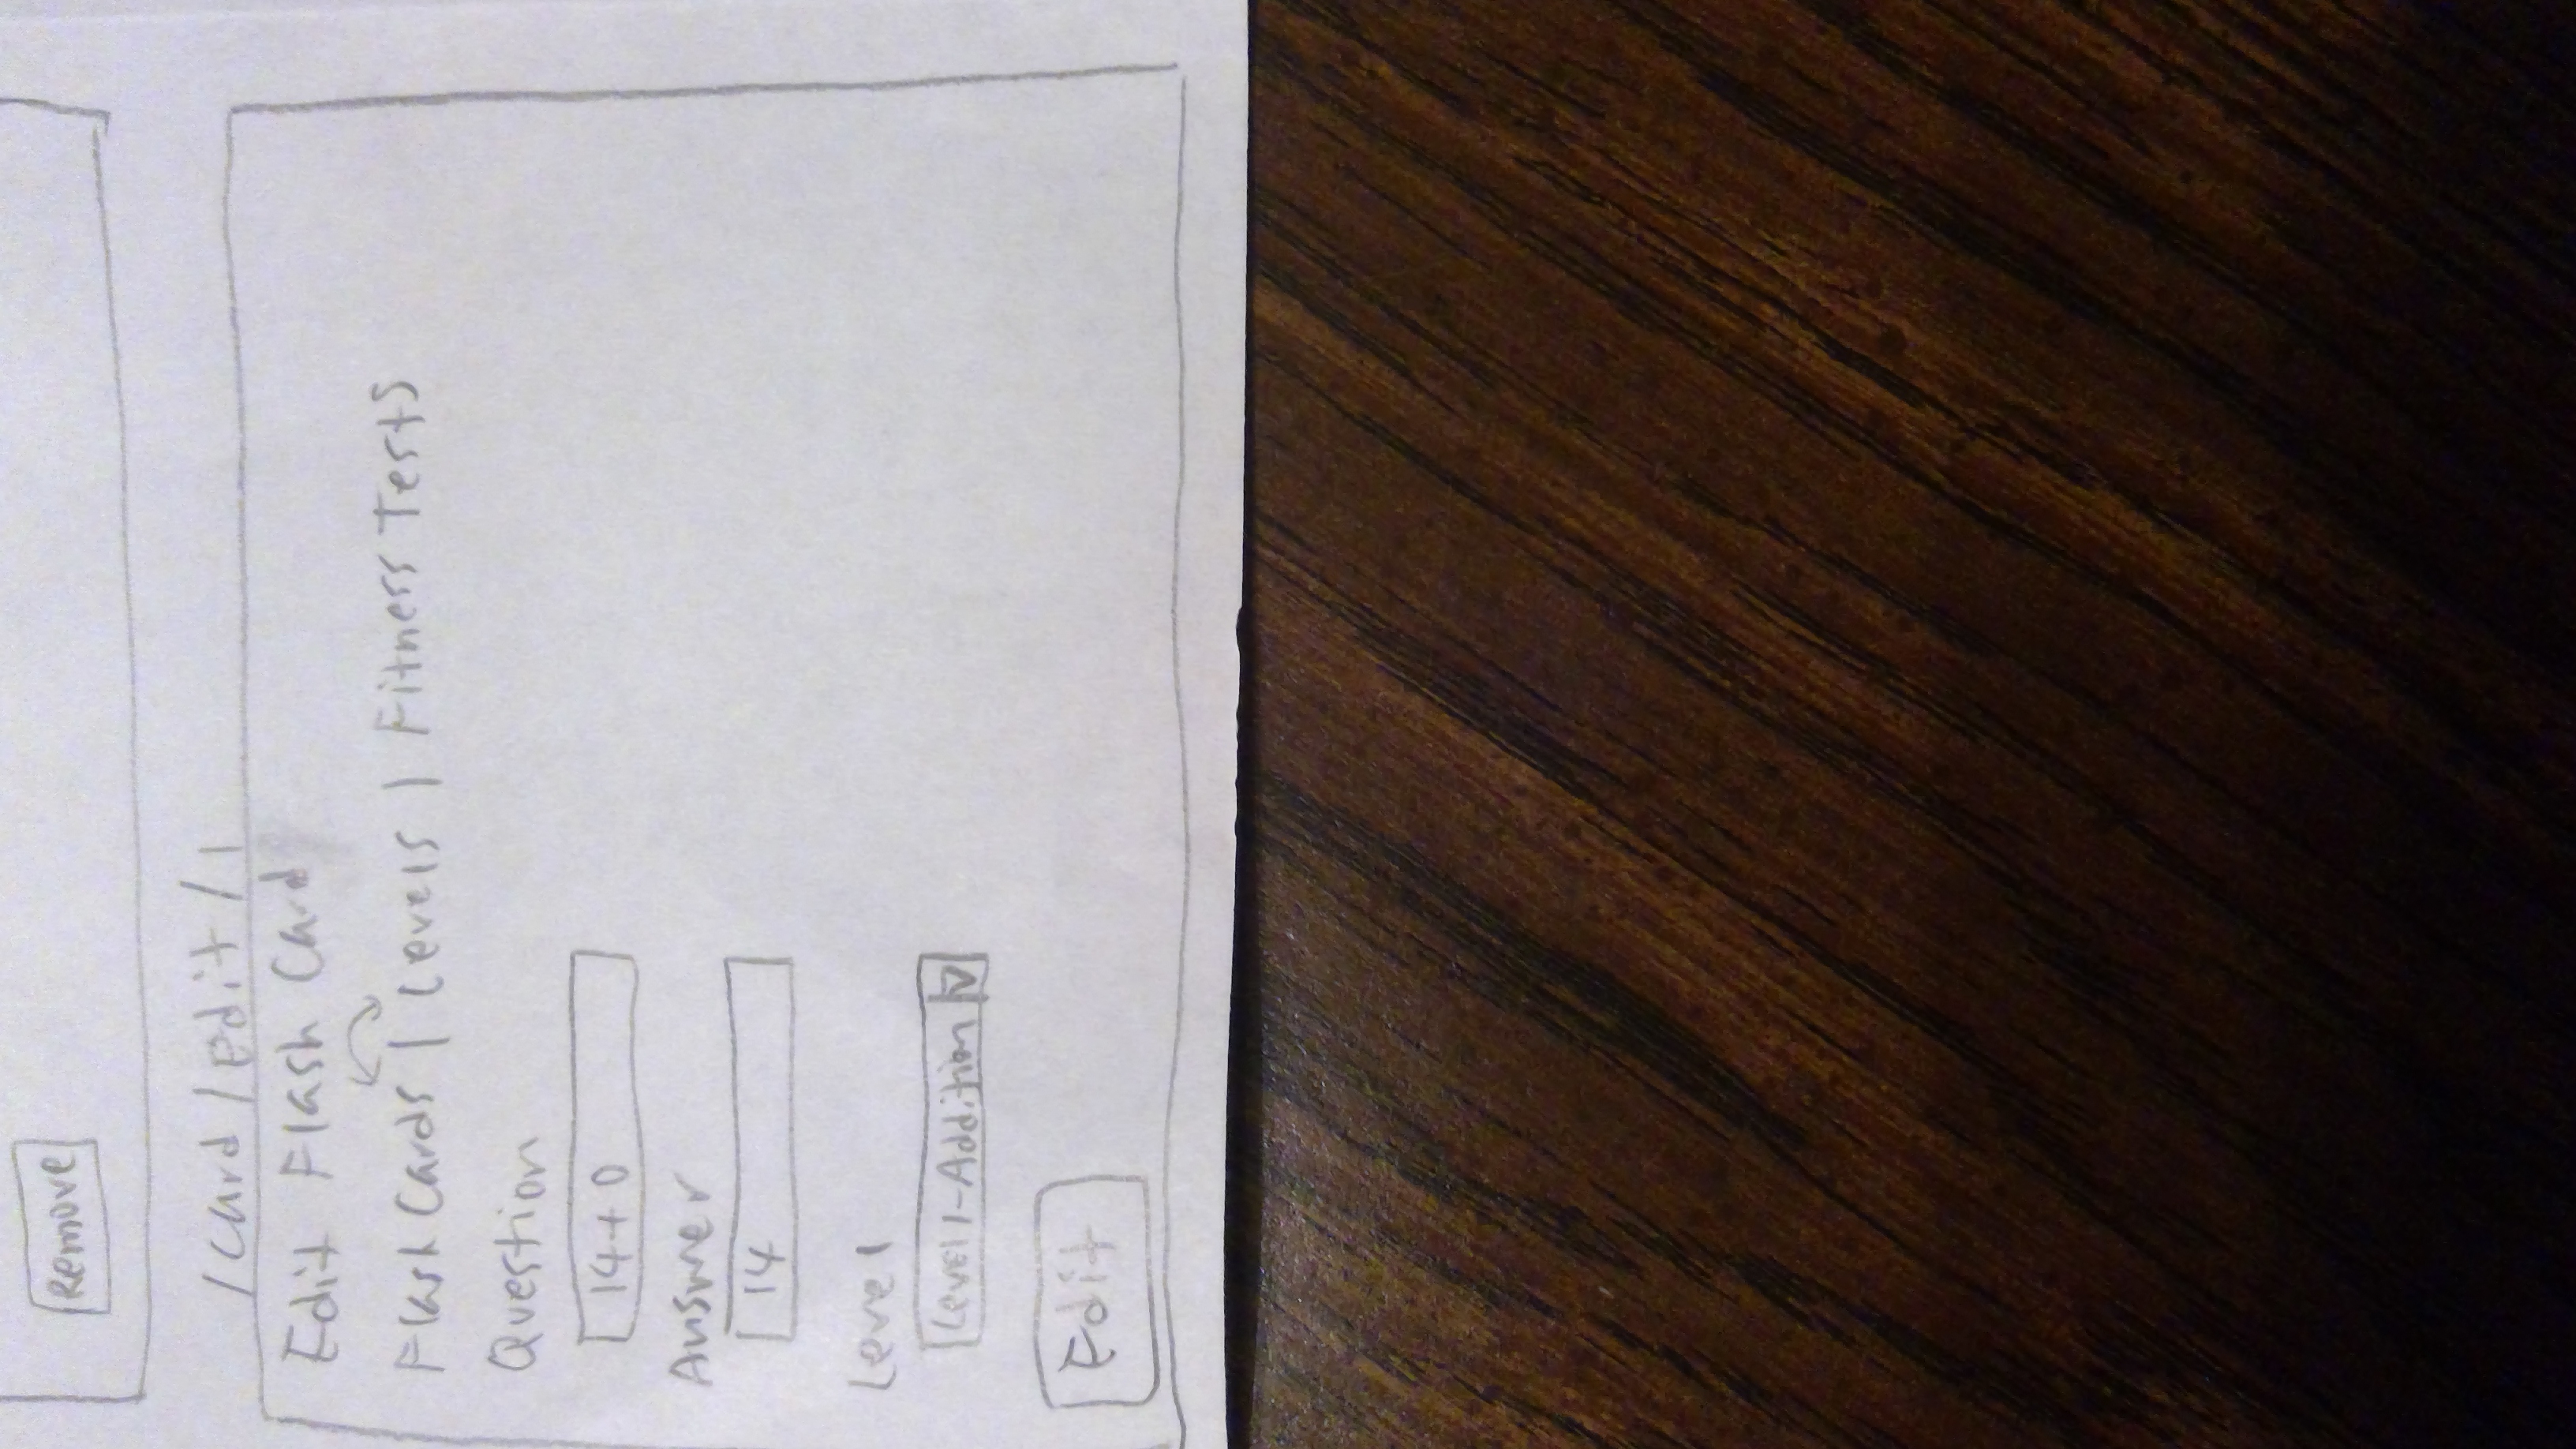 Remove
/card/edit/1
Edit Flash Card
Flash Cards | Levels | Fitness Tests
Question
14+0
Answer
14
Level
Level 1-Addition
Edit